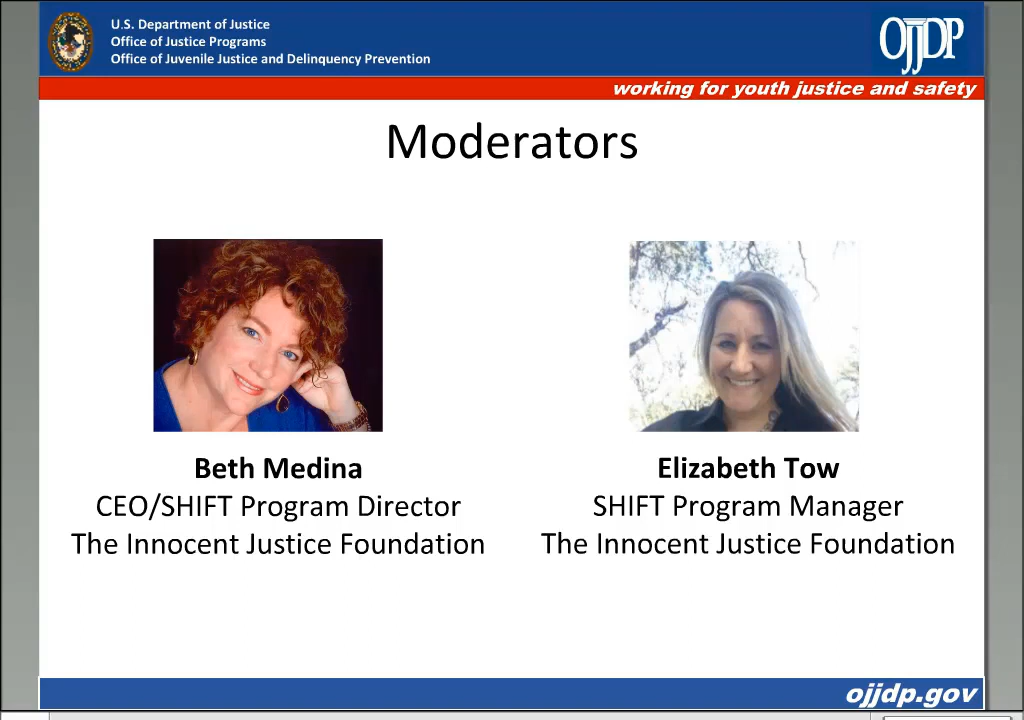 U.S. Department of Justice
Office of Justice Programs
Office of Juvenile Justice and Delinquency Prevention
OJJDP
working for youth justice and safety
Moderators
Beth Medina
CEO/SHIFT Program Director
The Innocent Justice Foundation
Elizabeth Tow
SHIFT Program Manager
The Innocent Justice Foundation
ojjdp.gov